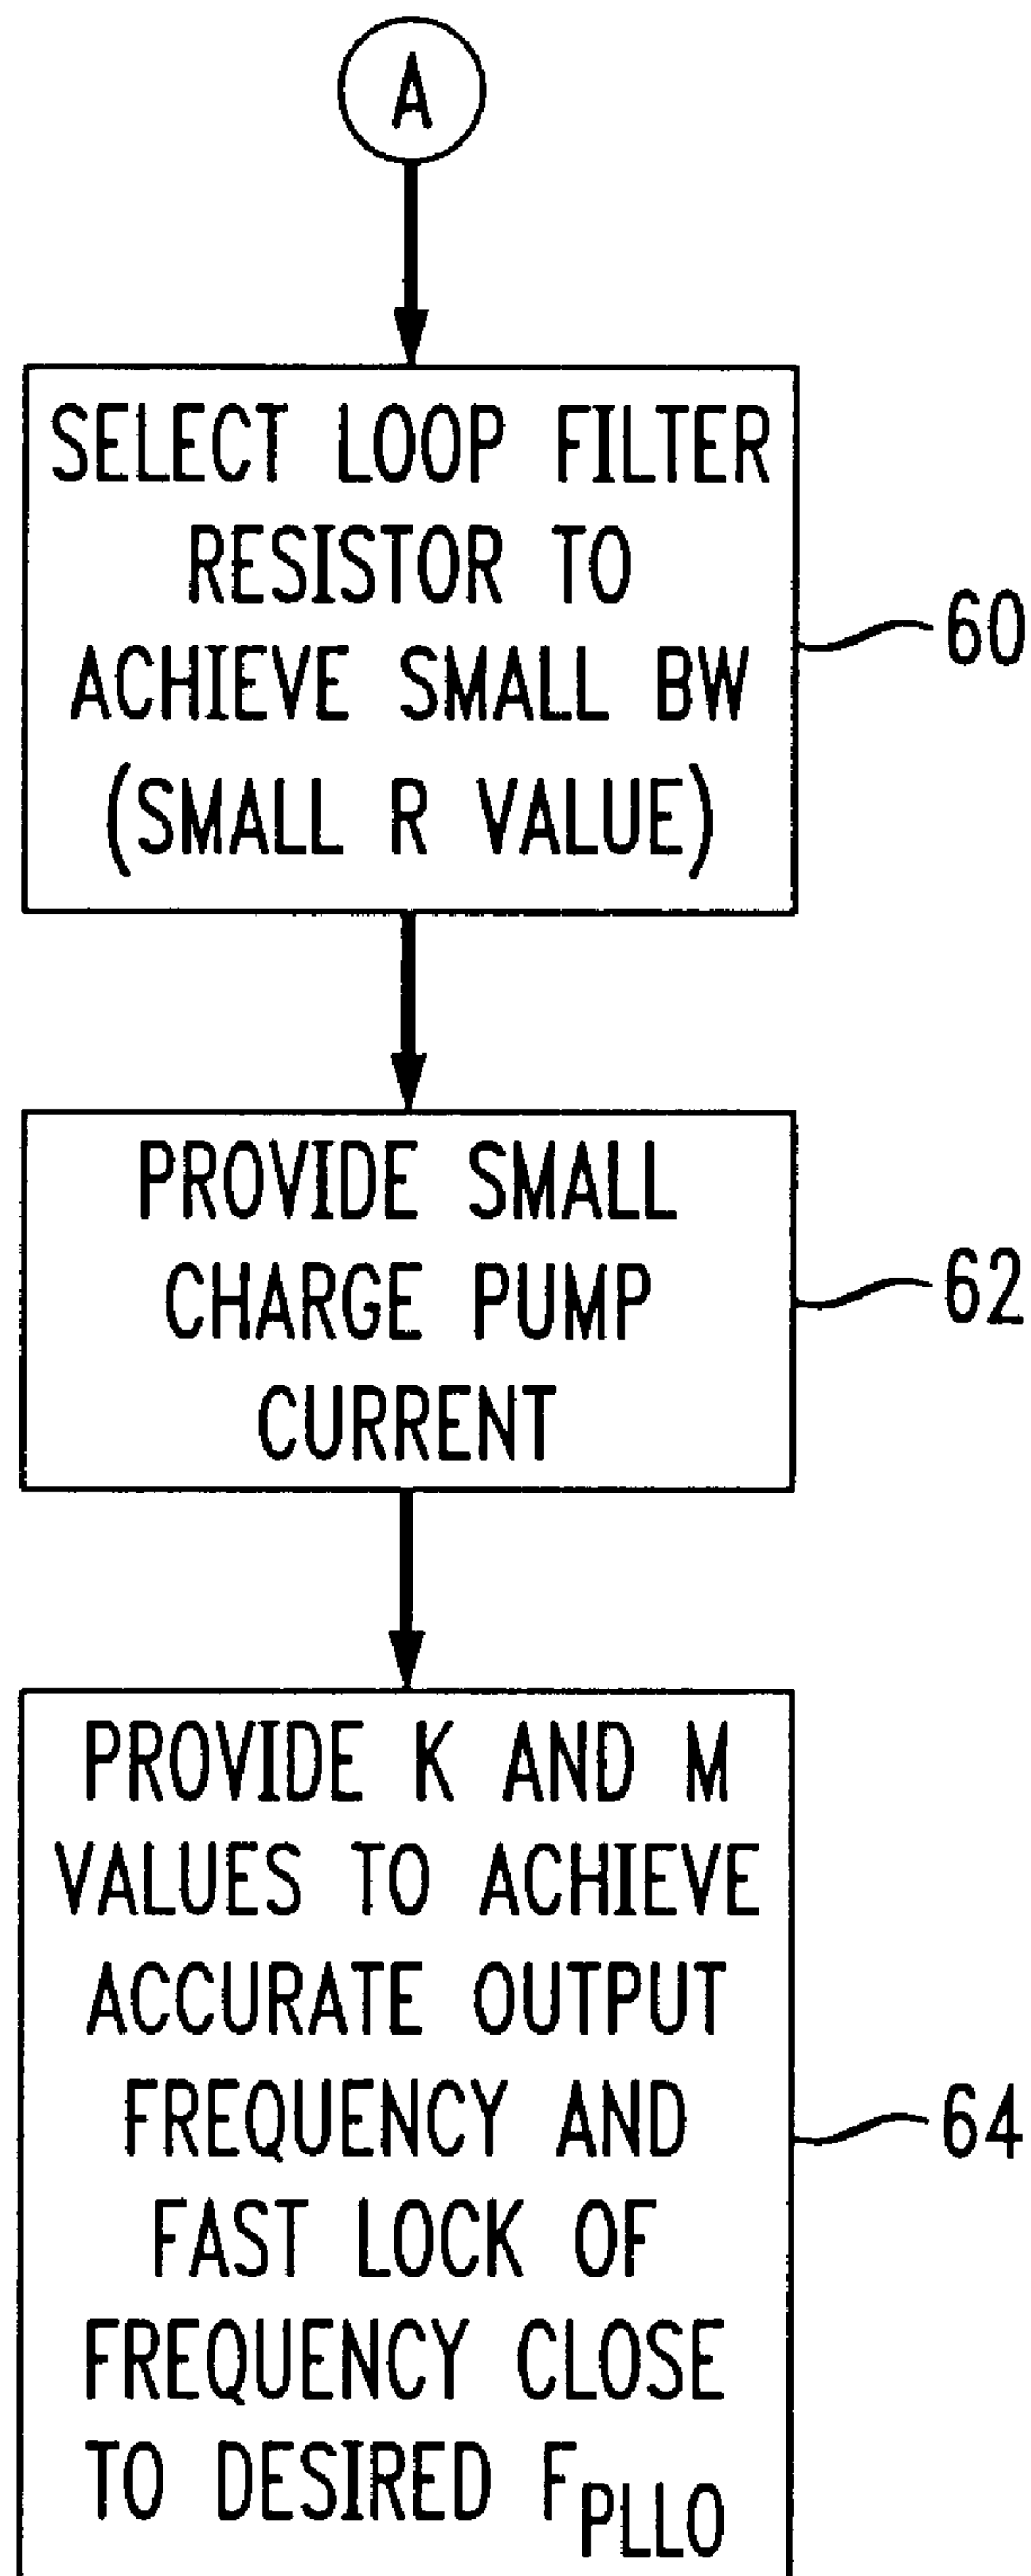 A
SELECT LOOP FILTER
RESISTOR TO
ACHIEVE SMALL BW
(SMALL R VALUE)
60
PROVIDE SMALL
CHARGE PUMP
CURRENT
62
PROVIDE K AND M
VALUES TO ACHIEVE
ACCURATE OUTPUT
FREQUENCY AND
FAST LOCK OF
FREQUENCY CLOSE
TO DESIRED FPLLO
64